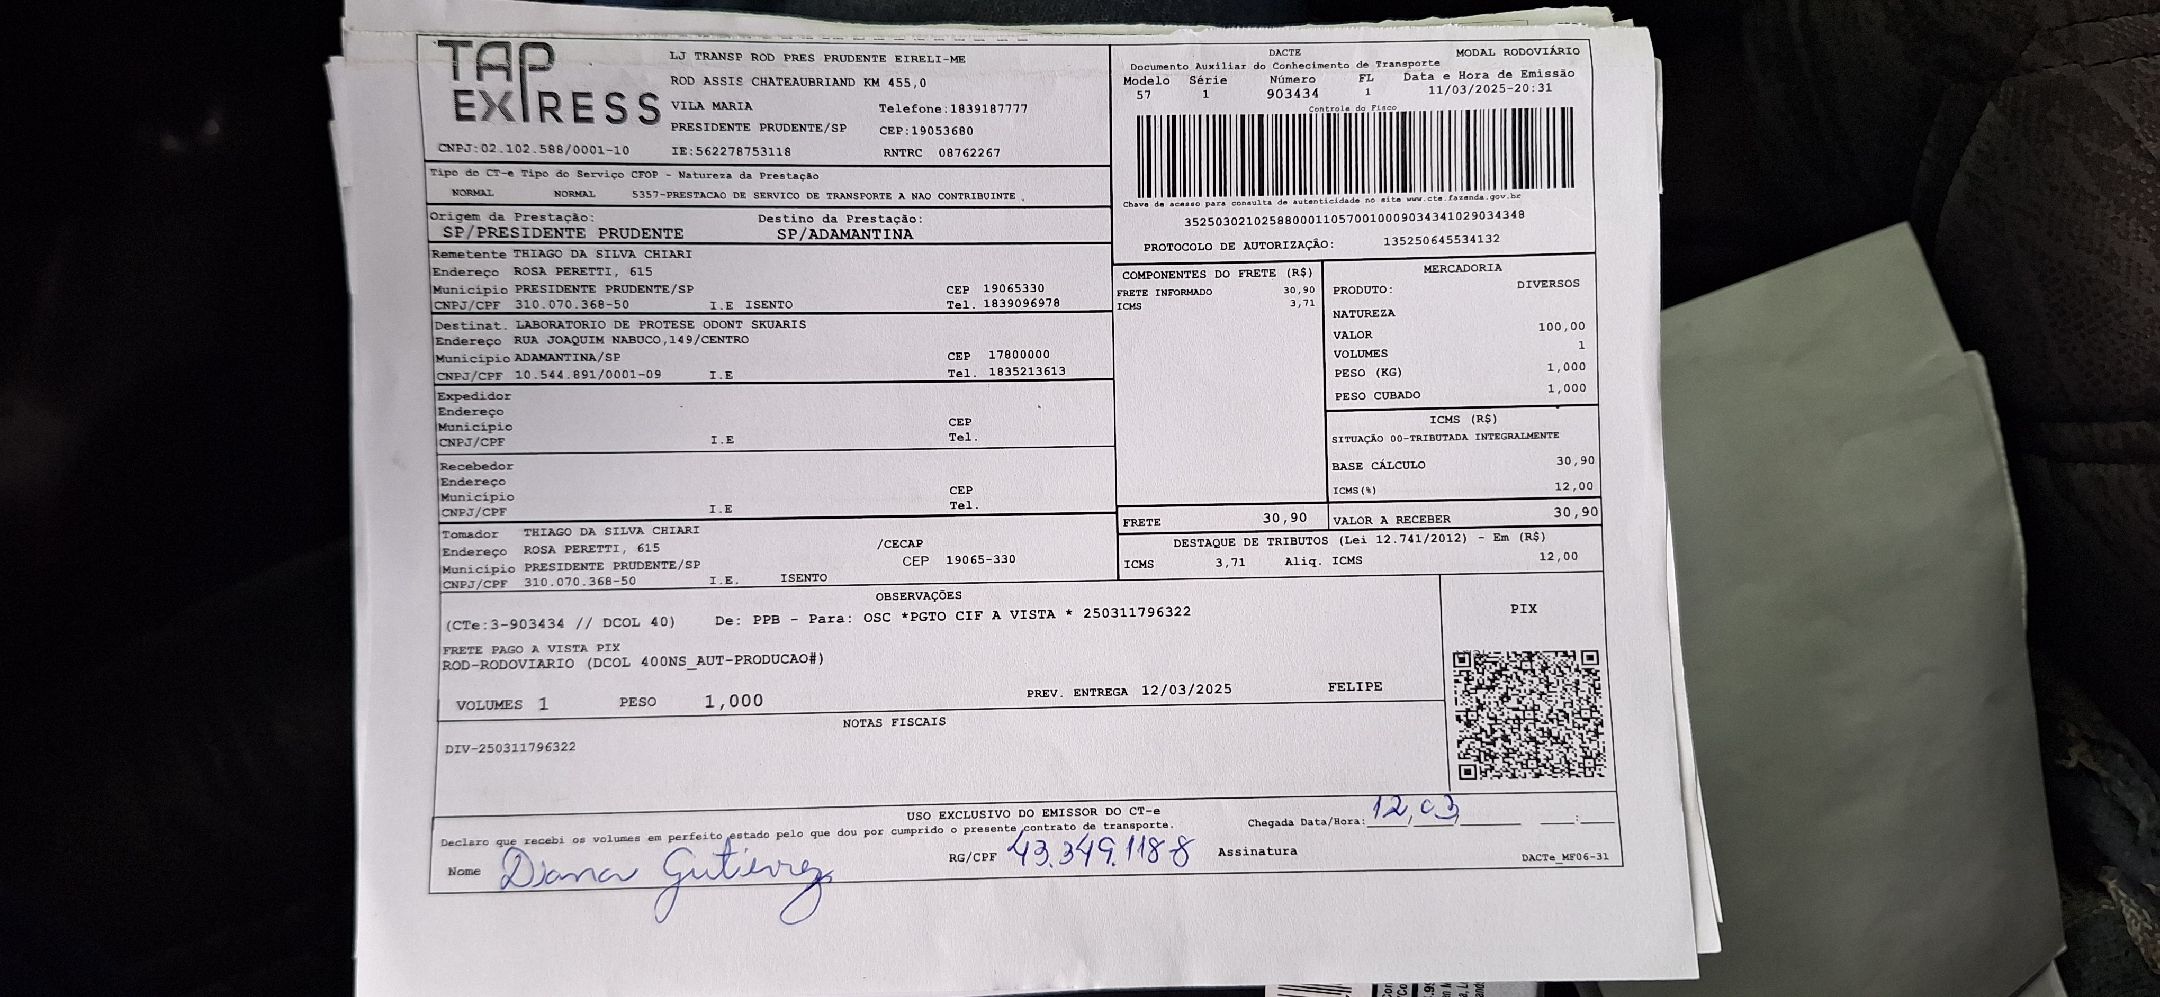 TAP EXPRESS
LJ TRANSP ROD PRES PRUDENTE EIRELI-ME
ROD ASSIS CHATEAUBRIAND KM 455,0
VILA MARIA Telefone:1839187777
PRESIDENTE PRUDENTE/SP CEP:19053680
CNPJ:02.102.588/0001-10 IE:562278753118 RNTRC 08762267
DACTE MODAL RODOVIÁRIO
Documento Auxiliar do Conhecimento de Transporte
Modelo Série Número FL Data e Hora de Emissão
57 1 903434 1 11/03/2025-20:31
Controle do Fisco
Chave de acesso para consulta de autenticidade no site www.cte.fazenda.gov.br
35250302102588000110570010009034341029034348
PROTOCOLO DE AUTORIZAÇÃO: 135250645534132
Tipo do CT-e Tipo do Serviço CFOP - Natureza da Prestação
NORMAL NORMAL 5357-PRESTACAO DE SERVICO DE TRANSPORTE A NAO CONTRIBUINTE
Origem da Prestação: Destino da Prestação:
SP/PRESIDENTE PRUDENTE SP/ADAMANTINA
Remetente THIAGO DA SILVA CHIARI
Endereço ROSA PERETTI, 615
Município PRESIDENTE PRUDENTE/SP CEP 19065330
CNPJ/CPF 310.070.368-50 I.E ISENTO Tel. 1839096978
Destinat. LABORATORIO DE PROTESE ODONT SKUARIS
Endereço RUA JOAQUIM NABUCO,149/CENTRO
Município ADAMANTINA/SP CEP 17800000
CNPJ/CPF 10.544.891/0001-09 I.E Tel. 1835213613
Expedidor
Endereço
Município CEP
CNPJ/CPF I.E Tel.
Recebedor
Endereço
Município CEP
CNPJ/CPF I.E Tel.
Tomador THIAGO DA SILVA CHIARI
Endereço ROSA PERETTI, 615 /CECAP
Município PRESIDENTE PRUDENTE/SP CEP 19065-330
CNPJ/CPF 310.070.368-50 I.E. ISENTO
COMPONENTES DO FRETE (R$)
FRETE INFORMADO 30,90
ICMS 3,71
MERCADORIA
PRODUTO: DIVERSOS
NATUREZA
VALOR 100,00
VOLUMES 1
PESO (KG) 1,000
PESO CUBADO 1,000
ICMS (R$)
SITUAÇÃO 00-TRIBUTADA INTEGRALMENTE
BASE CÁLCULO 30,90
ICMS(%) 12,00
FRETE 30,90 VALOR A RECEBER 30,90
DESTAQUE DE TRIBUTOS (Lei 12.741/2012) - Em (R$)
ICMS 3,71 Aliq. ICMS 12,00
OBSERVAÇÕES
(CTe:3-903434 // DCOL 40) De: PPB - Para: OSC *PGTO CIF A VISTA * 250311796322
FRETE PAGO A VISTA PIX
ROD-RODOVIARIO (DCOL 400NS_AUT-PRODUCAO#)
VOLUMES 1 PESO 1,000 PREV. ENTREGA 12/03/2025 FELIPE
PIX
NOTAS FISCAIS
DIV-250311796322
USO EXCLUSIVO DO EMISSOR DO CT-e
Declaro que recebi os volumes em perfeito estado pelo que dou por cumprido o presente contrato de transporte. Chegada Data/Hora: 12/03/ :
Nome Diana Gutierrez RG/CPF 43.349.118-8 Assinatura DACTe_MF06-31